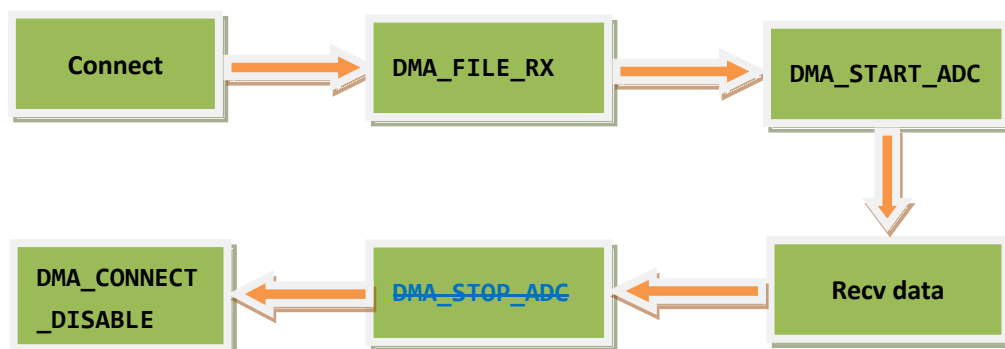 Connect
DMA_FILE_RX
DMA_START_ADC
DMA_CONNECT
_DISABLE
DMA_STOP_ADC
Recv data